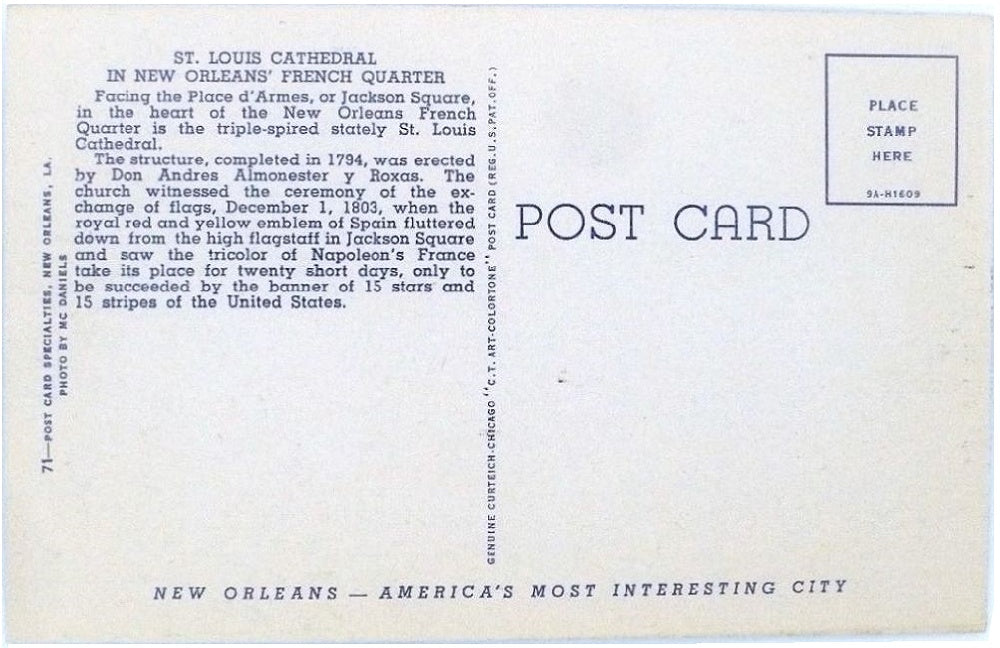 ST. LOUIS CATHEDRAL
IN NEW ORLEANS' FRENCH QUARTER
Facing the Place d'Armes, or Jackson Square,
in the heart of the New Orleans French
Quarter is the triple-spired stately St. Louis
Cathedral.
The structure, completed in 1794, was erected
by Don Andres Almonester y Roxas. The
church witnessed the ceremony of the ex-
change of flags, December 1, 1803, when the
royal red and yellow emblem of Spain fluttered
down from the high flagstaff in Jackson Square
and saw the tricolor of Napoleon's France
take its place for twenty short days, only to
be succeeded by the banner of 15 stars and
15 stripes of the United States.
71—POST CARD SPECIALTIES, NEW ORLEANS, LA.
PHOTO BY MC DANIELS
GENUINE CURTEICH-CHICAGO "C.T. ART-COLORTONE" POST CARD (REG. U.S. PAT. OFF.)
POST CARD
PLACE
STAMP
HERE
9A-H1609
NEW ORLEANS — AMERICA'S MOST INTERESTING CITY